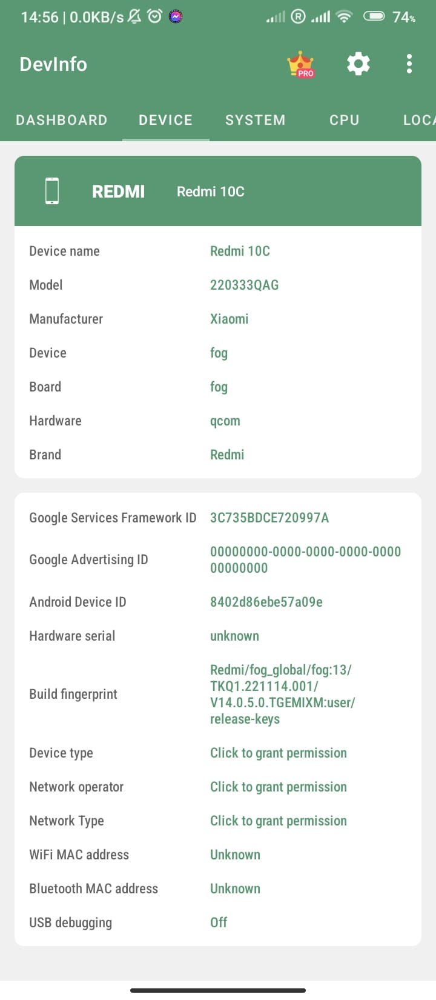 14:56 | 0.0KB/s R 74%
DevInfo PRO
DASHBOARD DEVICE SYSTEM CPU LOCA
REDMI Redmi 10C
Device name Redmi 10C
Model 220333QAG
Manufacturer Xiaomi
Device fog
Board fog
Hardware qcom
Brand Redmi
Google Services Framework ID 3C735BDCE720997A
Google Advertising ID 00000000-0000-0000-0000-0000
00000000
Android Device ID 8402d86ebe57a09e
Hardware serial unknown
Build fingerprint Redmi/fog_global/fog:13/
TKQ1.221114.001/
V14.0.5.0.TGEMIXM:user/
release-keys
Device type Click to grant permission
Network operator Click to grant permission
Network Type Click to grant permission
WiFi MAC address Unknown
Bluetooth MAC address Unknown
USB debugging Off